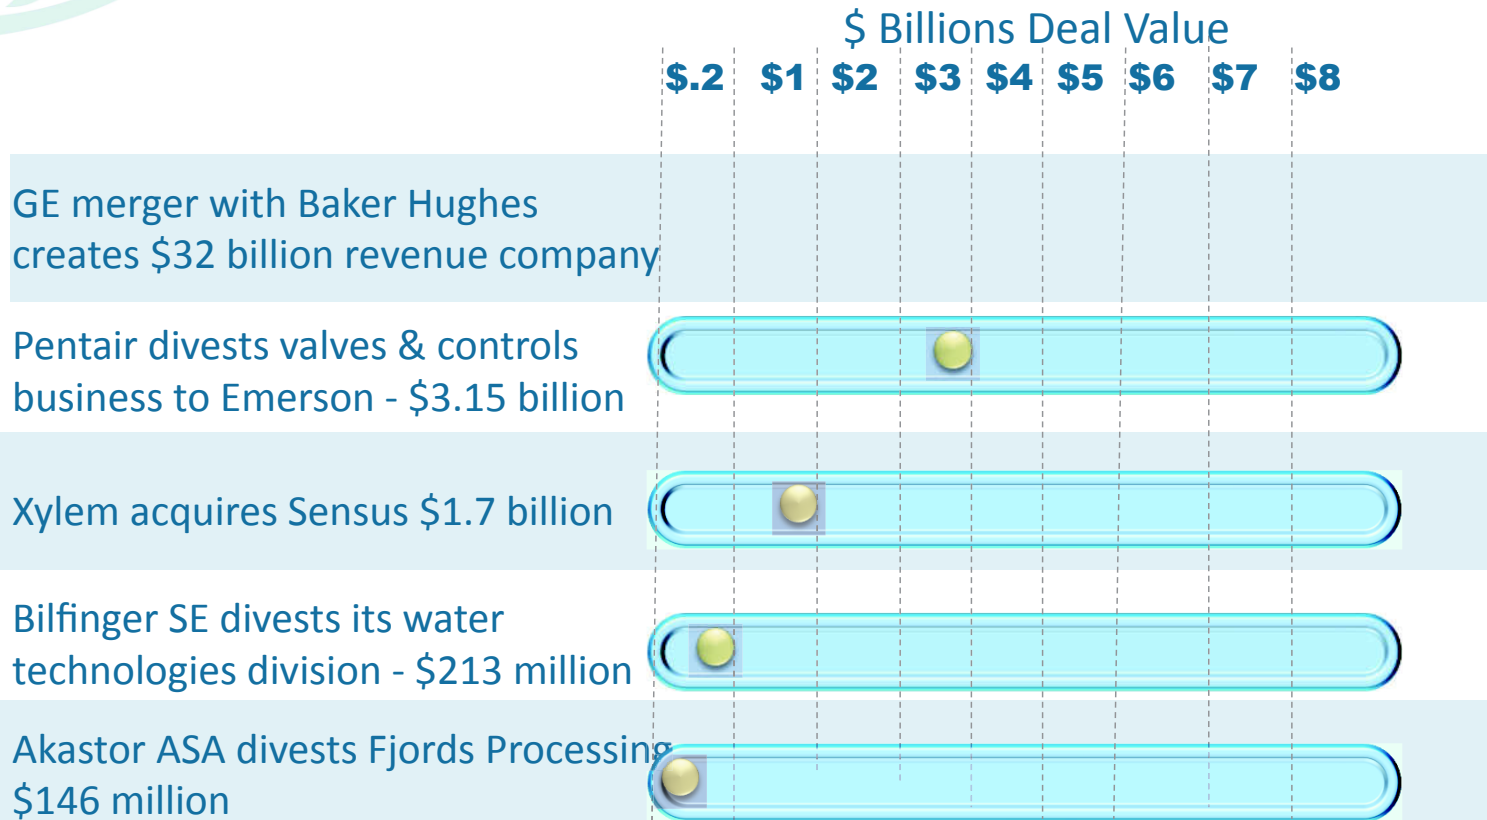 $ Billions Deal Value
$.2 $1 $2 $3 $4 $5 $6 $7 $8
GE merger with Baker Hughes
creates $32 billion revenue company
Pentair divests valves & controls
business to Emerson - $3.15 billion
Xylem acquires Sensus $1.7 billion
Bilfinger SE divests its water
technologies division - $213 million
Akastor ASA divests Fjords Processing
$146 million